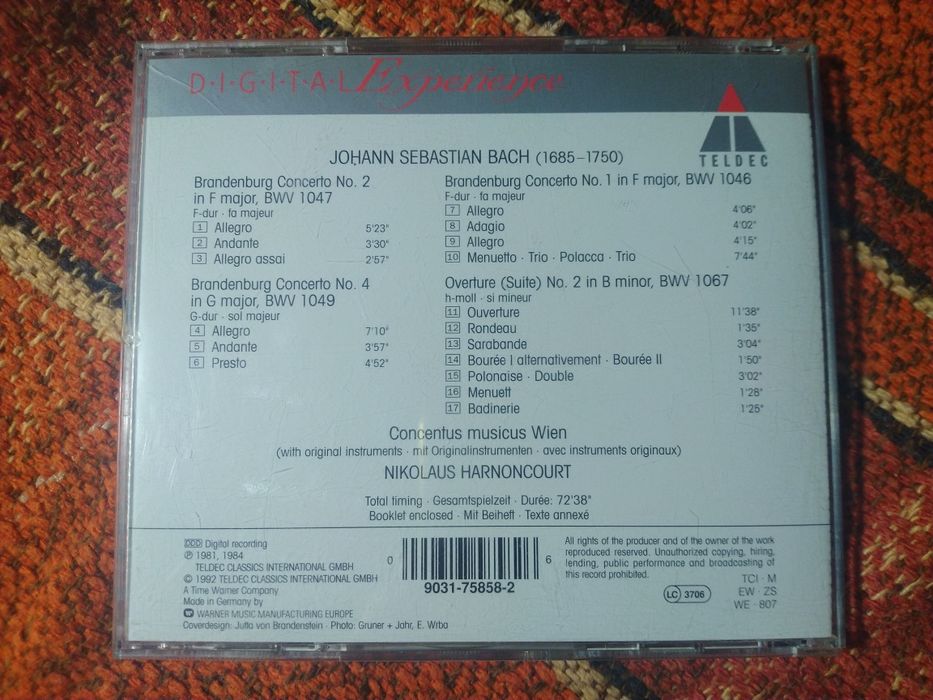 D·I·G·I·T·A·L Experience
TELDEC
JOHANN SEBASTIAN BACH (1685–1750)
Brandenburg Concerto No. 2
in F major, BWV 1047
F-dur · fa majeur
1 Allegro 5'23"
2 Andante 3'30"
3 Allegro assai 2'57"
Brandenburg Concerto No. 4
in G major, BWV 1049
G-dur · sol majeur
4 Allegro 7'10"
5 Andante 3'57"
6 Presto 4'52"
Brandenburg Concerto No. 1 in F major, BWV 1046
F-dur · fa majeur
7 Allegro 4'06"
8 Adagio 4'02"
9 Allegro 4'15"
10 Menuetto · Trio · Polacca · Trio 7'44"
Overture (Suite) No. 2 in B minor, BWV 1067
h-moll · si mineur
11 Ouverture 11'38"
12 Rondeau 1'35"
13 Sarabande 3'04"
14 Bourée I alternativement · Bourée II 1'50"
15 Polonaise · Double 3'02"
16 Menuett 1'28"
17 Badinerie 1'25"
Concentus musicus Wien
(with original instruments · mit Originalinstrumenten · avec instruments originaux)
NIKOLAUS HARNONCOURT
Total timing · Gesamtspielzeit · Durée: 72'38"
Booklet enclosed · Mit Beiheft · Texte annexé
DDD Digital recording
℗ 1981, 1984
TELDEC CLASSICS INTERNATIONAL GMBH
© 1992 TELDEC CLASSICS INTERNATIONAL GMBH
A Time Warner Company
Made in Germany by
WARNER MUSIC MANUFACTURING EUROPE
Coverdesign: Jutta von Brandenstein · Photo: Gruner + Jahr, E. Wrba
0 6
9031-75858-2
All rights of the producer and of the owner of the work
reproduced reserved. Unauthorized copying, hiring,
lending, public performance and broadcasting of
this record prohibited.
LC 3706
TCI · M
EW · ZS
WE · 807